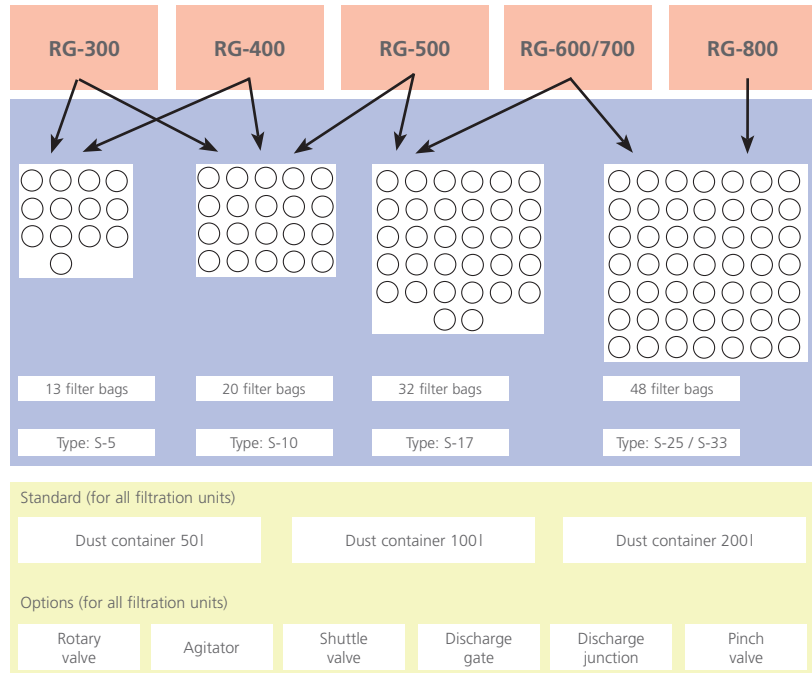 RG-300 RG-400 RG-500 RG-600/700 RG-800
13 filter bags 20 filter bags 32 filter bags 48 filter bags
Type: S-5 Type: S-10 Type: S-17 Type: S-25 / S-33
Standard (for all filtration units)
Dust container 50l Dust container 100l Dust container 200l
Options (for all filtration units)
Rotary valve Agitator Shuttle valve Discharge gate Discharge junction Pinch valve